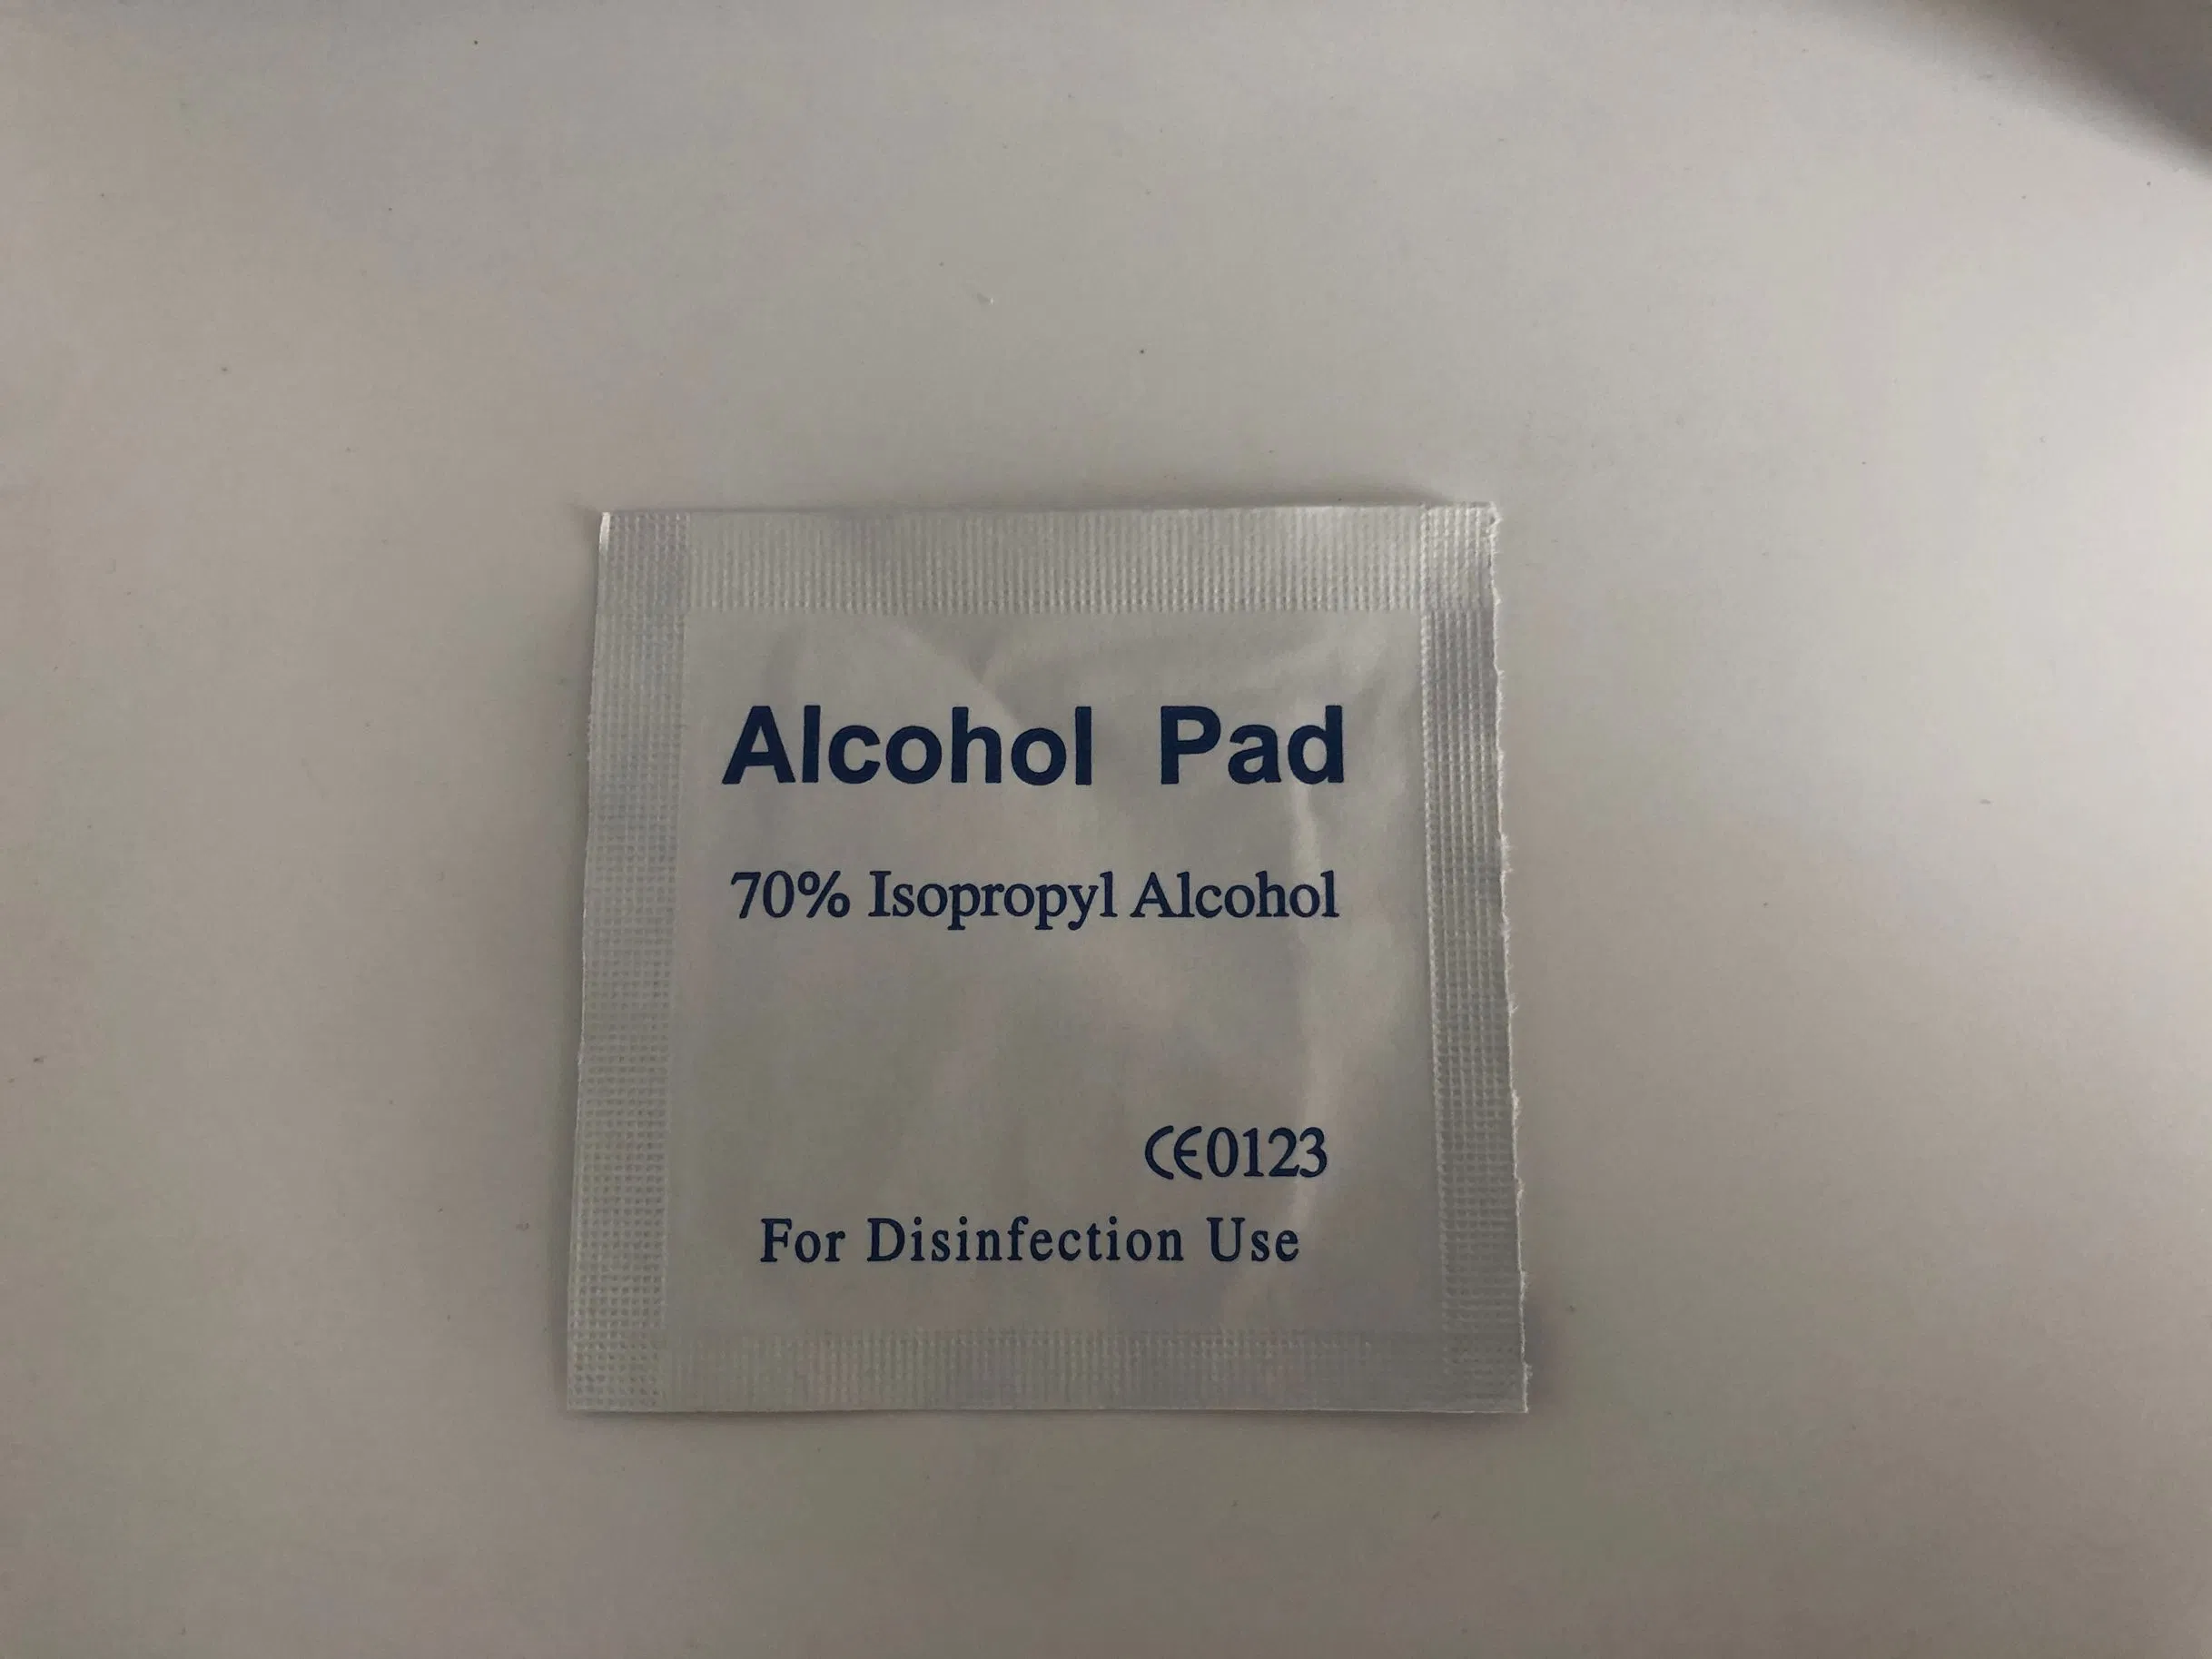 Alcohol Pad
70% Isopropyl Alcohol
CE0123
For Disinfection Use